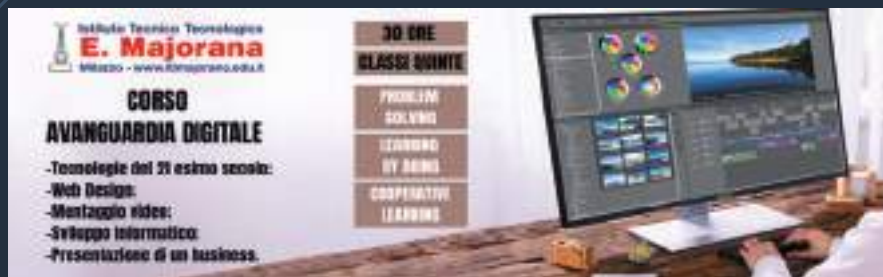 Istituto Tecnico Tecnologico
E. Majorana
Milazzo - www.itimajorana.edu.it
CORSO
AVANGUARDIA DIGITALE
-Tecnologie del 21 esimo secolo;
-Web Design;
-Montaggio video;
-Sviluppo informatico;
-Presentazione di un business.
30 ORE
CLASSI QUINTE
PROBLEM
SOLVING
LEARNING
BY DOING
COOPERATIVE
LEARNING